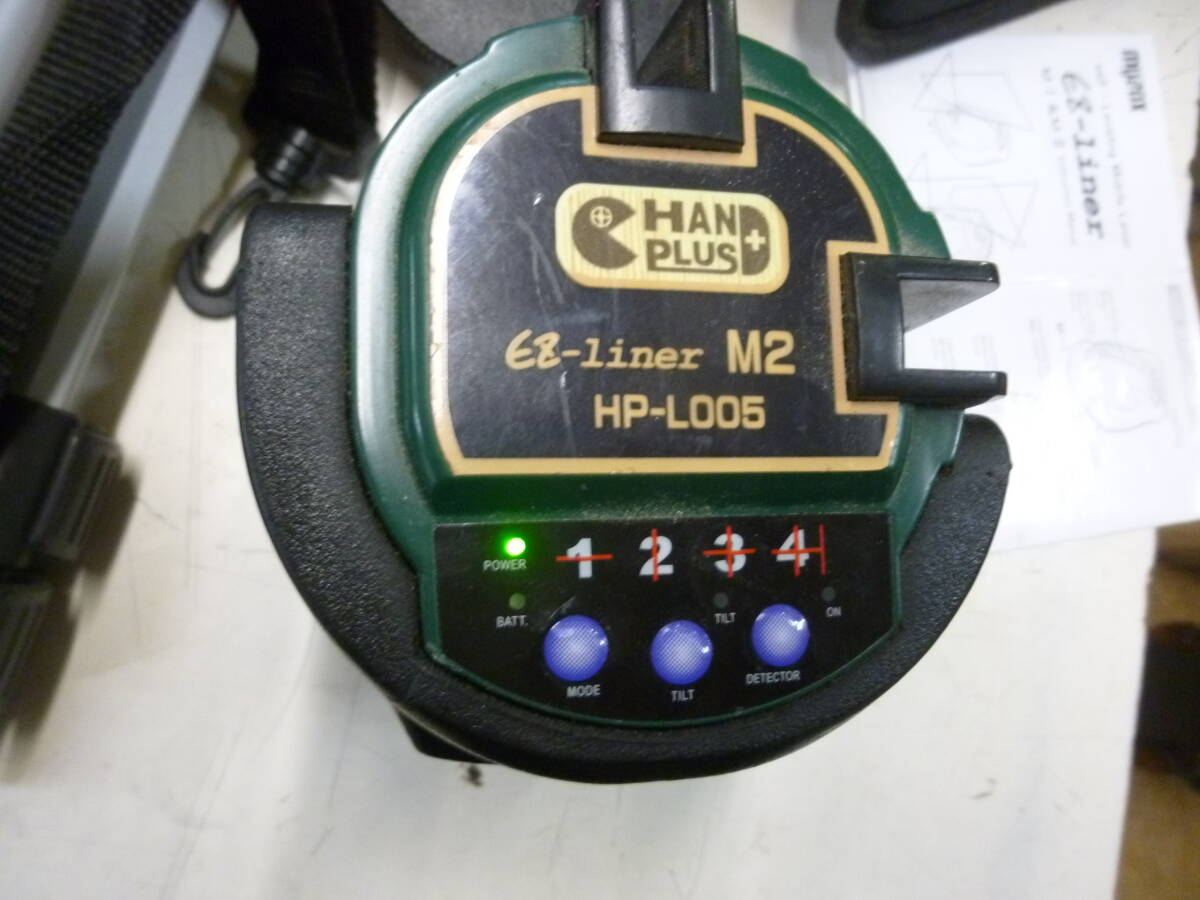 HAND
PLUS
EZ-liner M2
HP-L005
1 2 3 4
POWER
BATT.
TILT
ON
MODE
TILT
DETECTOR
EZ-liner